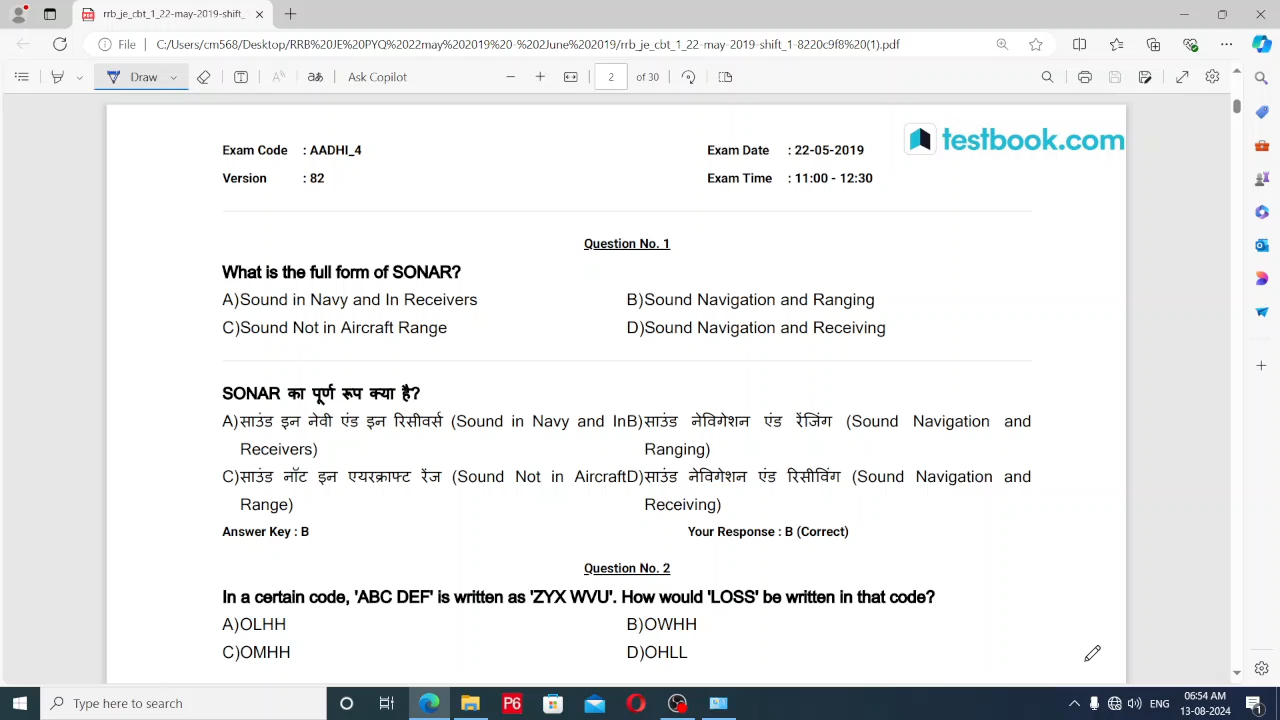 rrb_je_cbt_1_22-may-2019-shift_
File C:/Users/cm568/Desktop/RRB%20JE%20PYQ%2022may%202019%20-%202June%202019/rrb_je_cbt_1_22-may-2019-shift_1-8220c9f8%20(1).pdf
Draw aあ Ask Copilot 2 of 30
testbook.com
Exam Code : AADHI_4 Exam Date : 22-05-2019
Version : 82 Exam Time : 11:00 - 12:30
Question No. 1
What is the full form of SONAR?
A)Sound in Navy and In Receivers B)Sound Navigation and Ranging
C)Sound Not in Aircraft Range D)Sound Navigation and Receiving
SONAR का पूर्ण रूप क्या है?
A)साउंड इन नेवी एंड इन रिसीवर्स (Sound in Navy and In B)साउंड नेविगेशन एंड रेंजिंग (Sound Navigation and
Receivers) Ranging)
C)साउंड नॉट इन एयरक्राफ्ट रेंज (Sound Not in Aircraft D)साउंड नेविगेशन एंड रिसीविंग (Sound Navigation and
Range) Receiving)
Answer Key : B Your Response : B (Correct)
Question No. 2
In a certain code, 'ABC DEF' is written as 'ZYX WVU'. How would 'LOSS' be written in that code?
A)OLHH B)OWHH
C)OMHH D)OHLL
Type here to search P6 ENG 06:54 AM
13-08-2024 1